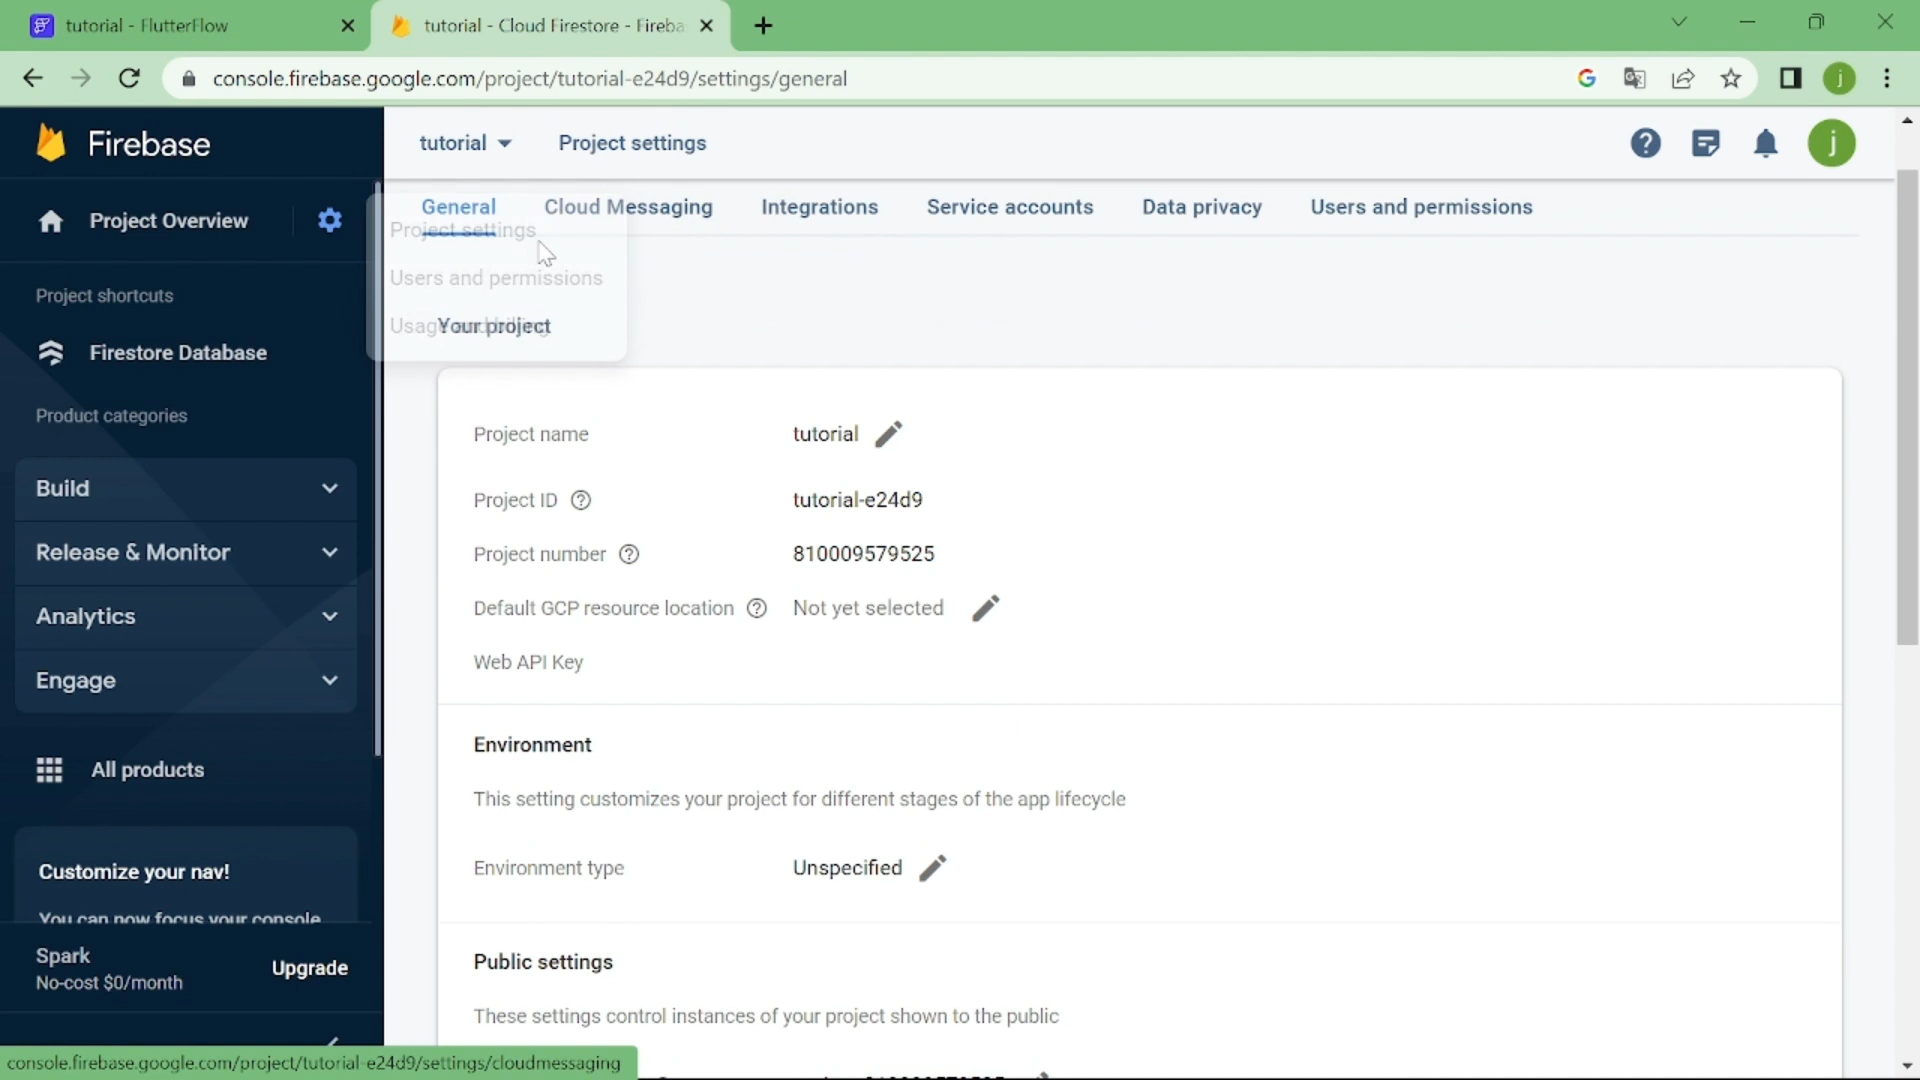 tutorial - FlutterFlow
tutorial - Cloud Firestore - Fireba
console.firebase.google.com/project/tutorial-e24d9/settings/general
j
Firebase
tutorial
Project settings
j
Project Overview
General
Cloud Messaging
Integrations
Service accounts
Data privacy
Users and permissions
Project settings
Users and permissions
Your project
Project shortcuts
Firestore Database
Product categories
Build
Release & Monitor
Analytics
Engage
All products
Customize your nav!
You can now focus your console
Spark
No-cost $0/month
Upgrade
Project name
tutorial
Project ID
tutorial-e24d9
Project number
810009579525
Default GCP resource location
Not yet selected
Web API Key
Environment
This setting customizes your project for different stages of the app lifecycle
Environment type
Unspecified
Public settings
These settings control instances of your project shown to the public
console.firebase.google.com/project/tutorial-e24d9/settings/cloudmessaging